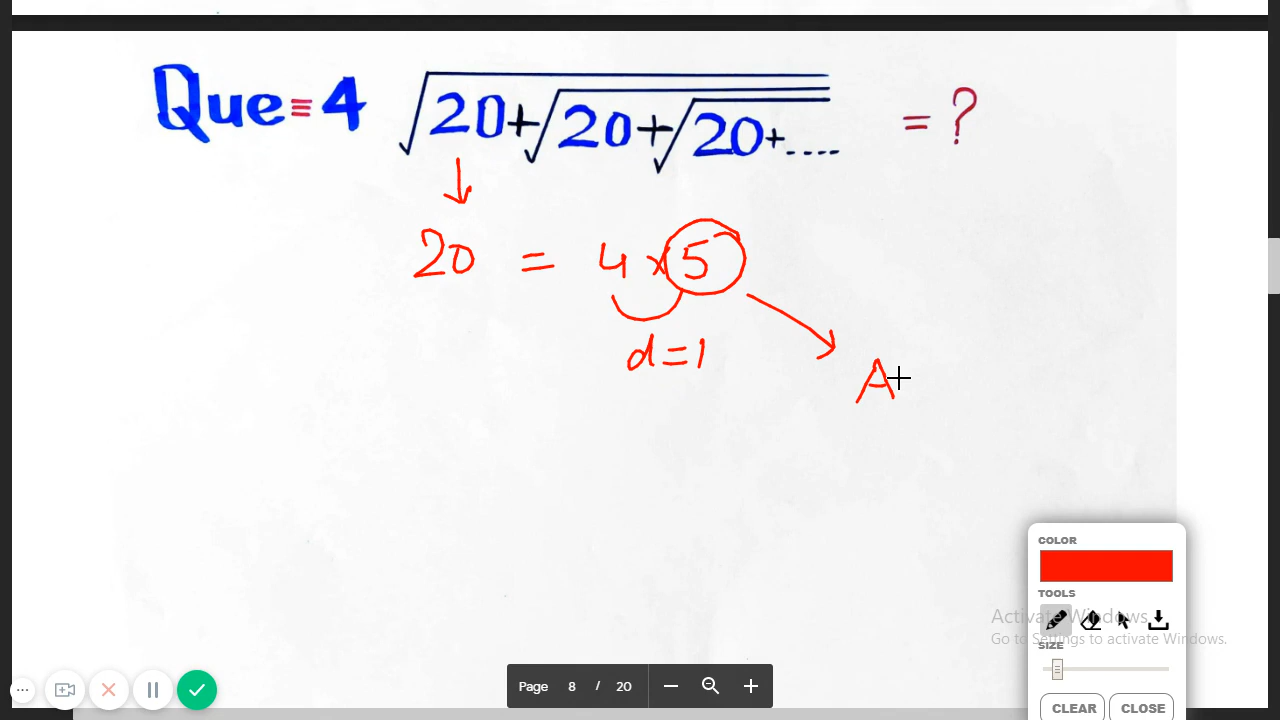 Que≡4 √20+√20+√20+.... = ?
20 = 4×5
d=1
A
COLOR
TOOLS
Activate Windows
Go to Settings to activate Windows.
SIZE
Page 8 / 20
CLEAR CLOSE